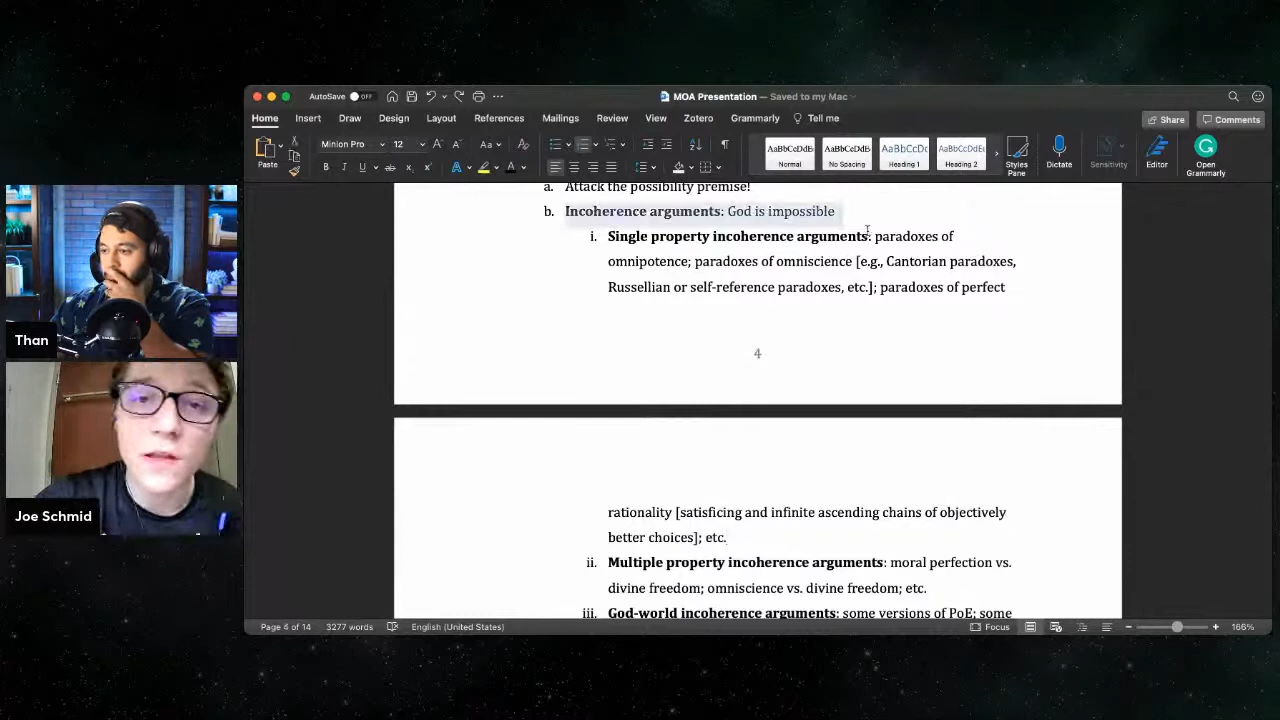 AutoSave OFF
MOA Presentation — Saved to my Mac
Home Insert Draw Design Layout References Mailings Review View Zotero Grammarly Tell me
Share Comments
Paste
Minion Pro 12
AaBbCcDdEe AaBbCcDdEe AaBbCcDc AaBbCcDdEe
Normal No Spacing Heading 1 Heading 2
Styles Pane
Dictate
Sensitivity
Editor
Open Grammarly
a. Attack the possibility premise!
b. Incoherence arguments: God is impossible
i. Single property incoherence arguments: paradoxes of
omnipotence; paradoxes of omniscience [e.g., Cantorian paradoxes,
Russellian or self-reference paradoxes, etc.]; paradoxes of perfect
4
rationality [satisficing and infinite ascending chains of objectively
better choices]; etc.
ii. Multiple property incoherence arguments: moral perfection vs.
divine freedom; omniscience vs. divine freedom; etc.
iii. God-world incoherence arguments: some versions of PoE; some
Page 4 of 14 3277 words English (United States) Focus 166%
Than
Joe Schmid